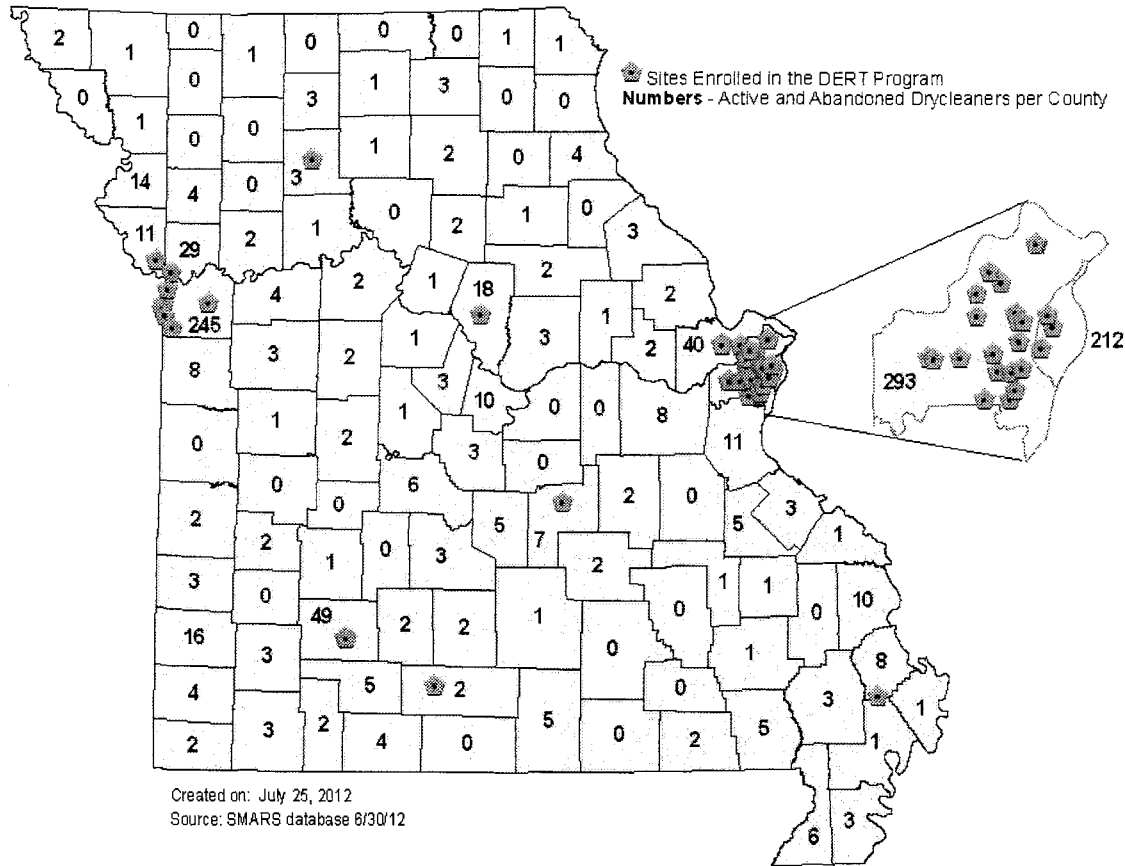 2 1 0 1 0 0 0 1 1
Sites Enrolled in the DERT Program
Numbers - Active and Abandoned Drycleaners per County
0 0 3 1 3 0 0
1 0 0 1 2 0 4
14 4 0 3
0 2 1 0 3
11 29 2 1
2
1 18 2
245 4 2
1 40 212
8 3 2 1 3 2 293
3 10 0 0 8
0 1 2 1 3 0 11
0 0 6
2 5 7 2 0 5 3 1
2 1 0 3 2
3 0 1 0 1 1 0 10
16 49 2 2 0 1 8
3
4 5 2 0 3 1
2 3 2 4 0 5 0 2 5 1
6 3
Created on: July 25, 2012
Source: SMARS database 6/30/12